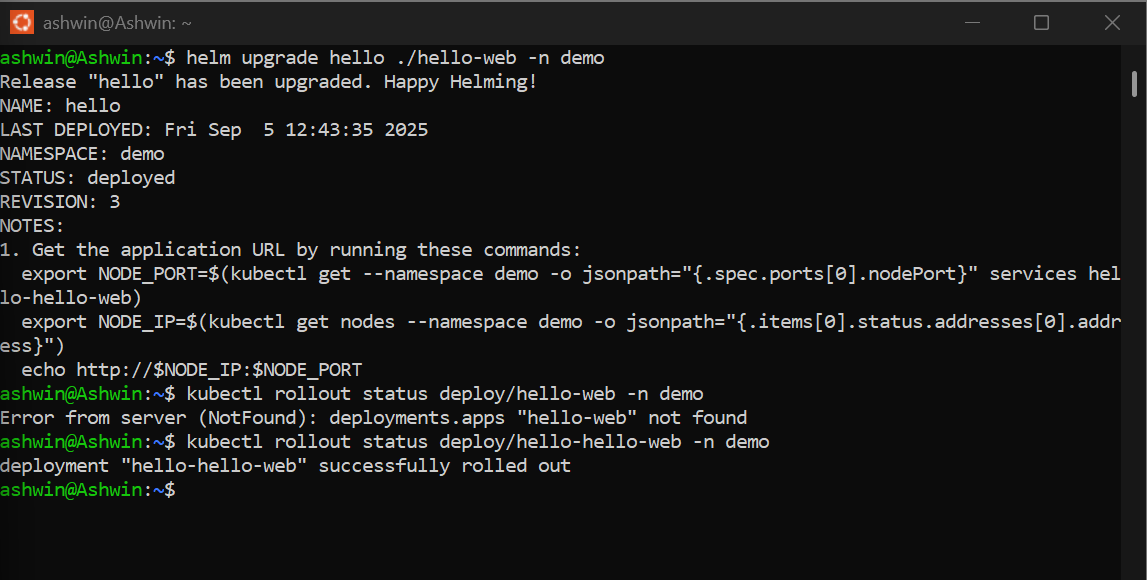 ashwin@Ashwin: ~
ashwin@Ashwin:~$ helm upgrade hello ./hello-web -n demo
Release "hello" has been upgraded. Happy Helming!
NAME: hello
LAST DEPLOYED: Fri Sep  5 12:43:35 2025
NAMESPACE: demo
STATUS: deployed
REVISION: 3
NOTES:
1. Get the application URL by running these commands:
  export NODE_PORT=$(kubectl get --namespace demo -o jsonpath="{.spec.ports[0].nodePort}" services hel
lo-hello-web)
  export NODE_IP=$(kubectl get nodes --namespace demo -o jsonpath="{.items[0].status.addresses[0].addr
ess}")
  echo http://$NODE_IP:$NODE_PORT
ashwin@Ashwin:~$ kubectl rollout status deploy/hello-web -n demo
Error from server (NotFound): deployments.apps "hello-web" not found
ashwin@Ashwin:~$ kubectl rollout status deploy/hello-hello-web -n demo
deployment "hello-hello-web" successfully rolled out
ashwin@Ashwin:~$